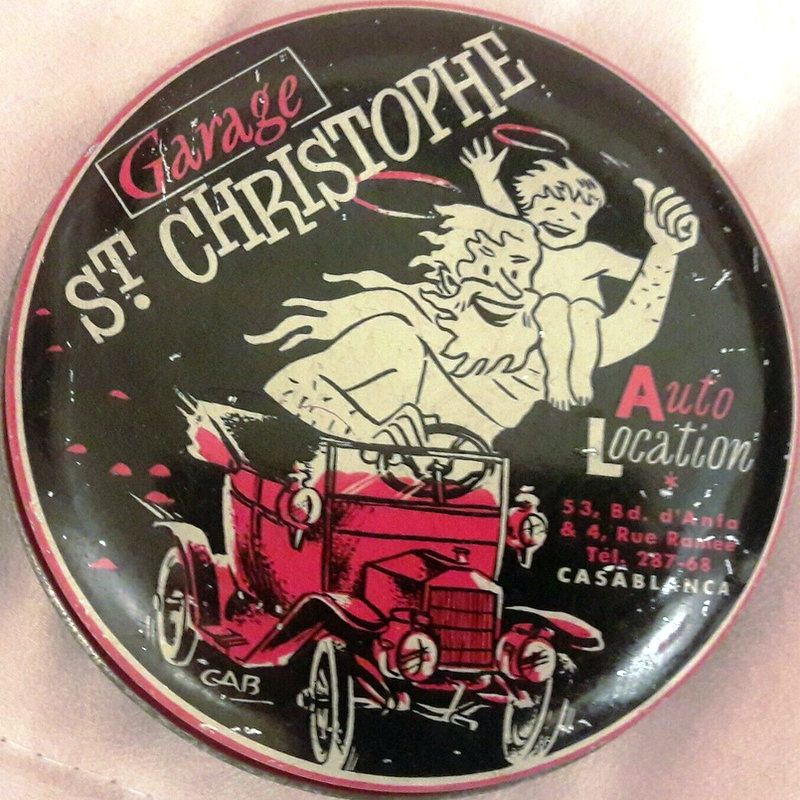 Garage
ST. CHRISTOPHE
Auto
Location
*
53, Bd. d'Anfa
& 4, Rue Ramée
Tél. 287-68
CASABLANCA
GAB